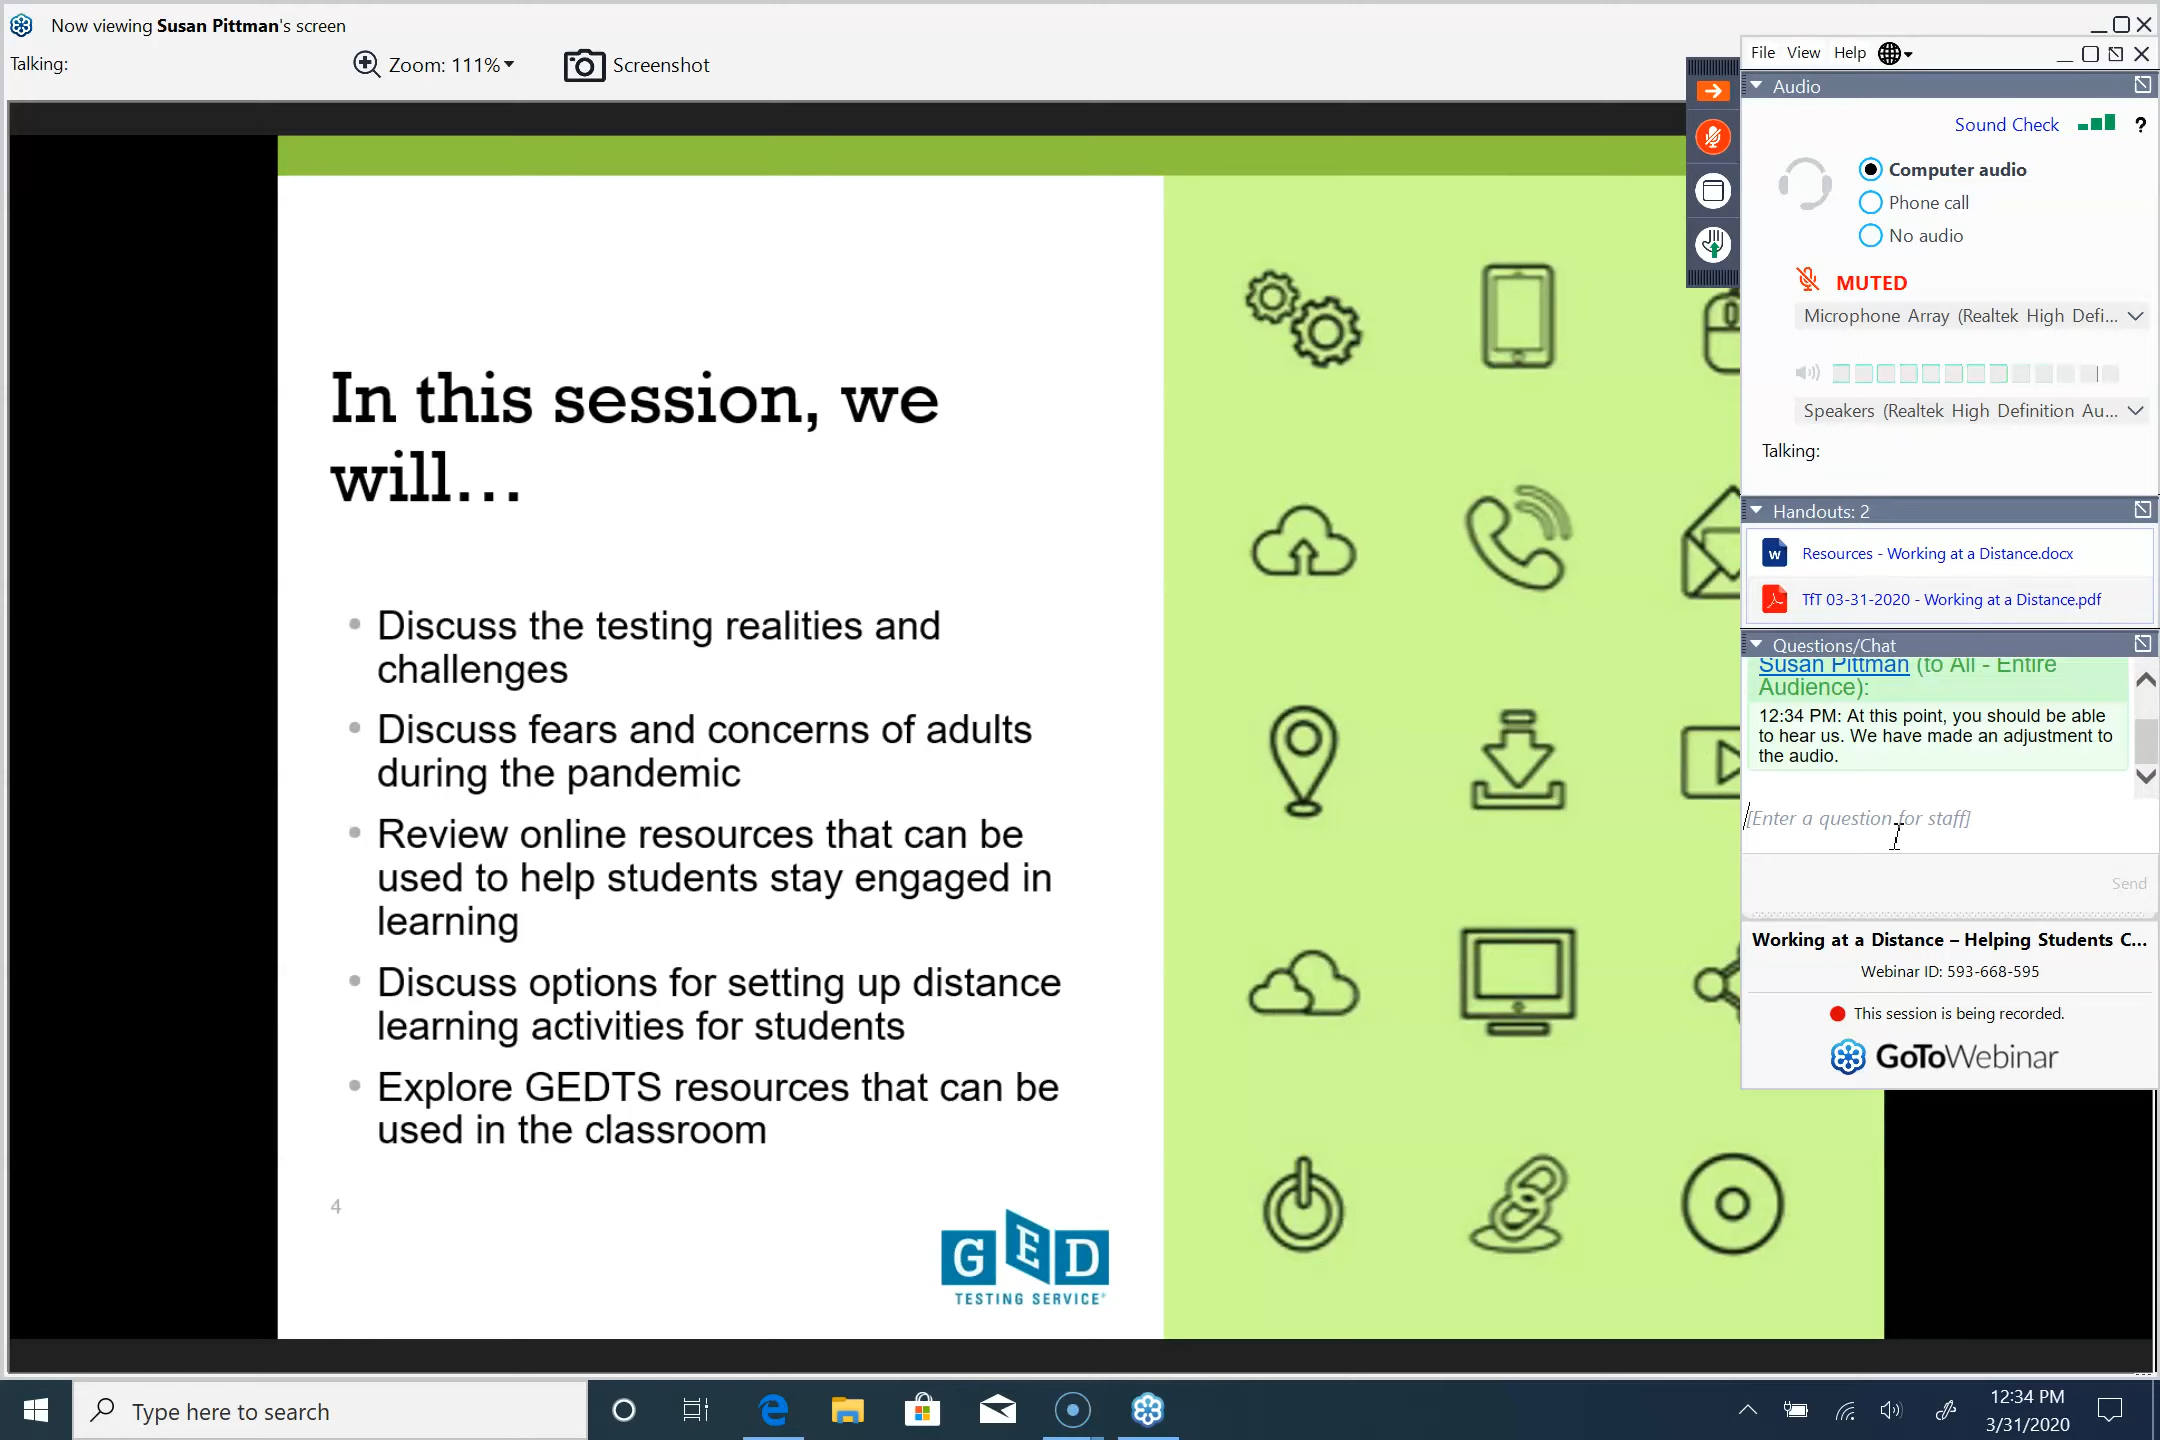 Now viewing Susan Pittman's screen
Talking:
Zoom: 111%
Screenshot
File View Help
Audio
Sound Check
?
Computer audio
Phone call
No audio
MUTED
Microphone Array (Realtek High Defi...
Speakers (Realtek High Definition Au...
Talking:
Handouts: 2
Resources - Working at a Distance.docx
TfT 03-31-2020 - Working at a Distance.pdf
Questions/Chat
Susan Pittman (to All - Entire
Audience):
12:34 PM: At this point, you should be able
to hear us. We have made an adjustment to
the audio.
[Enter a question for staff]
Send
Working at a Distance – Helping Students C...
Webinar ID: 593-668-595
This session is being recorded.
GoToWebinar
In this session, we
will...
• Discuss the testing realities and
challenges
• Discuss fears and concerns of adults
during the pandemic
• Review online resources that can be
used to help students stay engaged in
learning
• Discuss options for setting up distance
learning activities for students
• Explore GEDTS resources that can be
used in the classroom
4
GED
TESTING SERVICE®
Type here to search
12:34 PM
3/31/2020